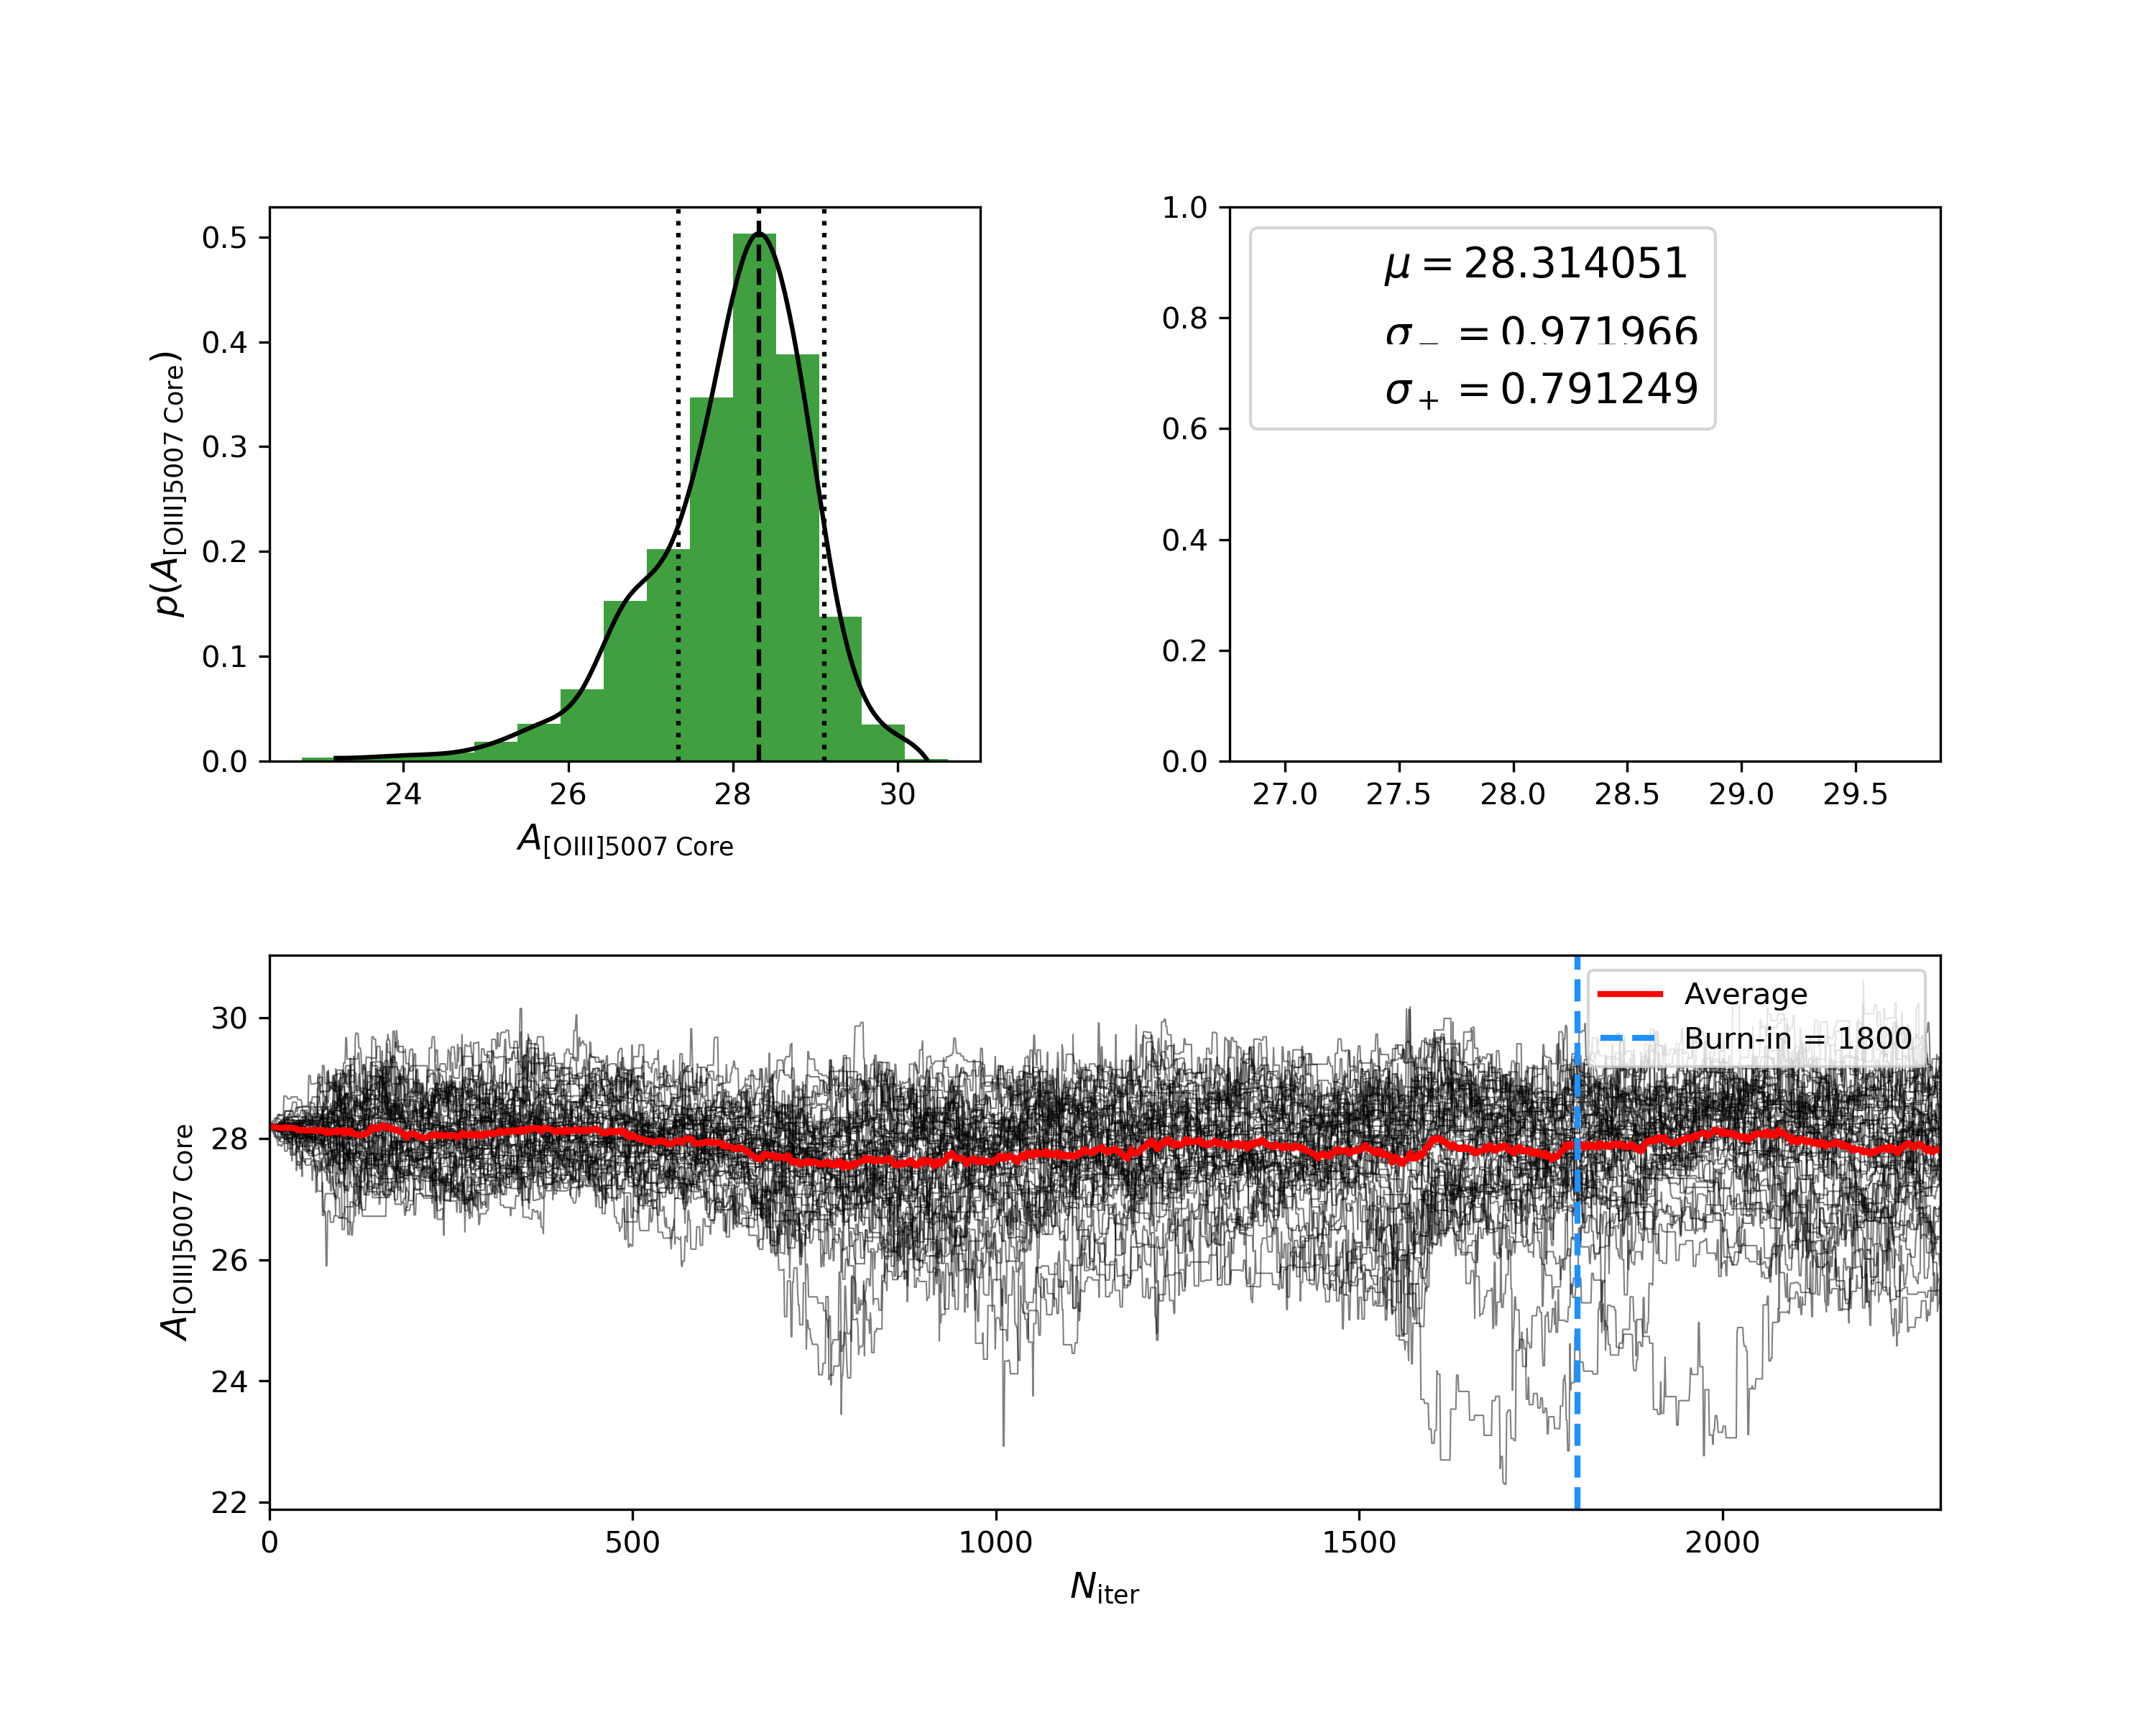 0.5
0.4
0.3
0.2
0.1
0.0
p(A[OIII]5007 Core)
24 26 28 30
A[OIII]5007 Core
1.0
0.8
0.6
0.4
0.2
0.0
μ = 28.314051
σ− = 0.971966
σ+ = 0.791249
27.0 27.5 28.0 28.5 29.0 29.5
30
28
26
24
22
A[OIII]5007 Core
Average
Burn-in = 1800
0 500 1000 1500 2000
Niter